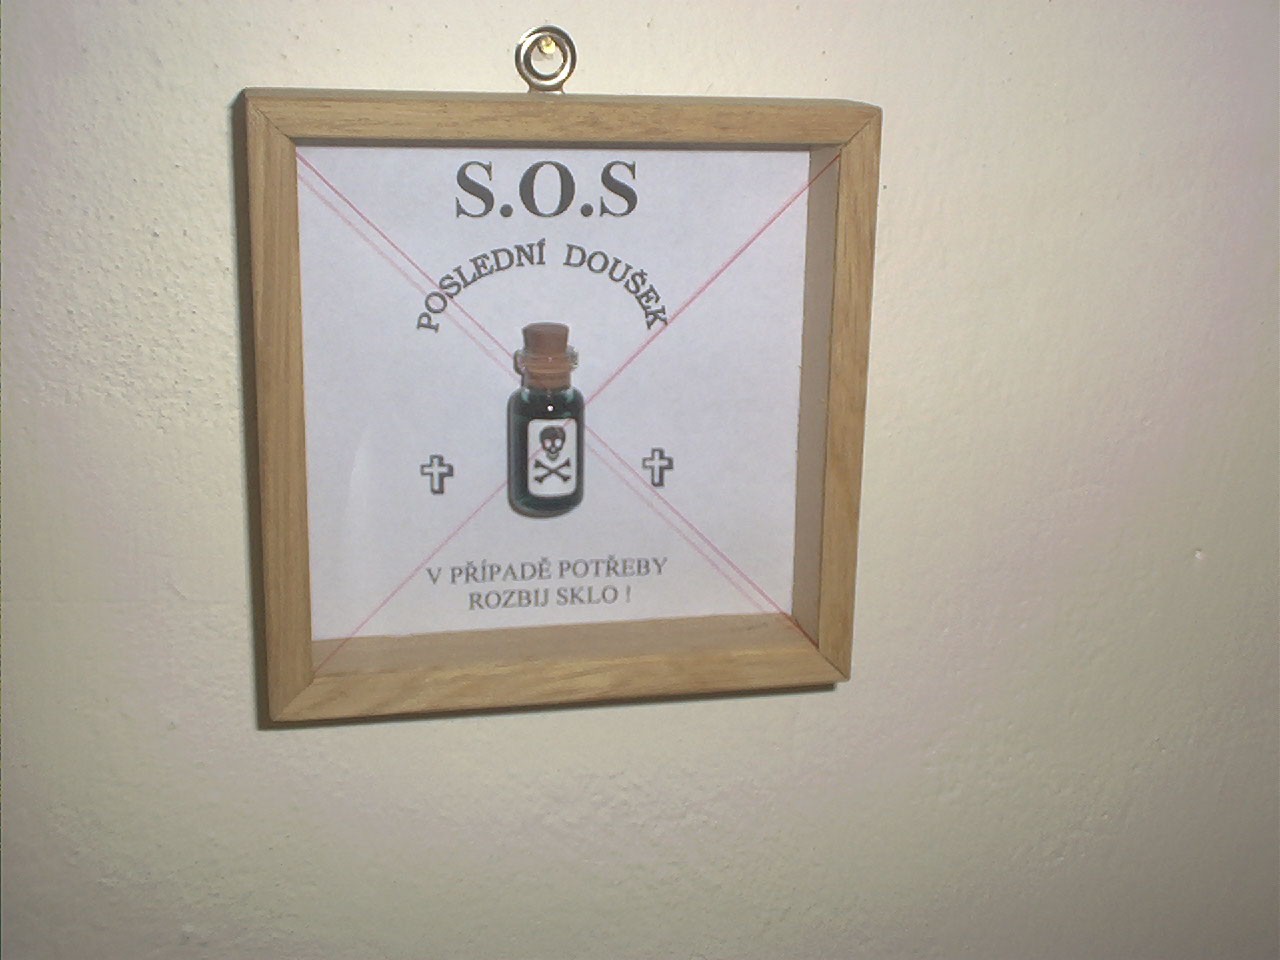 S.O.S
POSLEDNÍ DOUŠEK
V PŘÍPADĚ POTŘEBY
ROZBIJ SKLO !